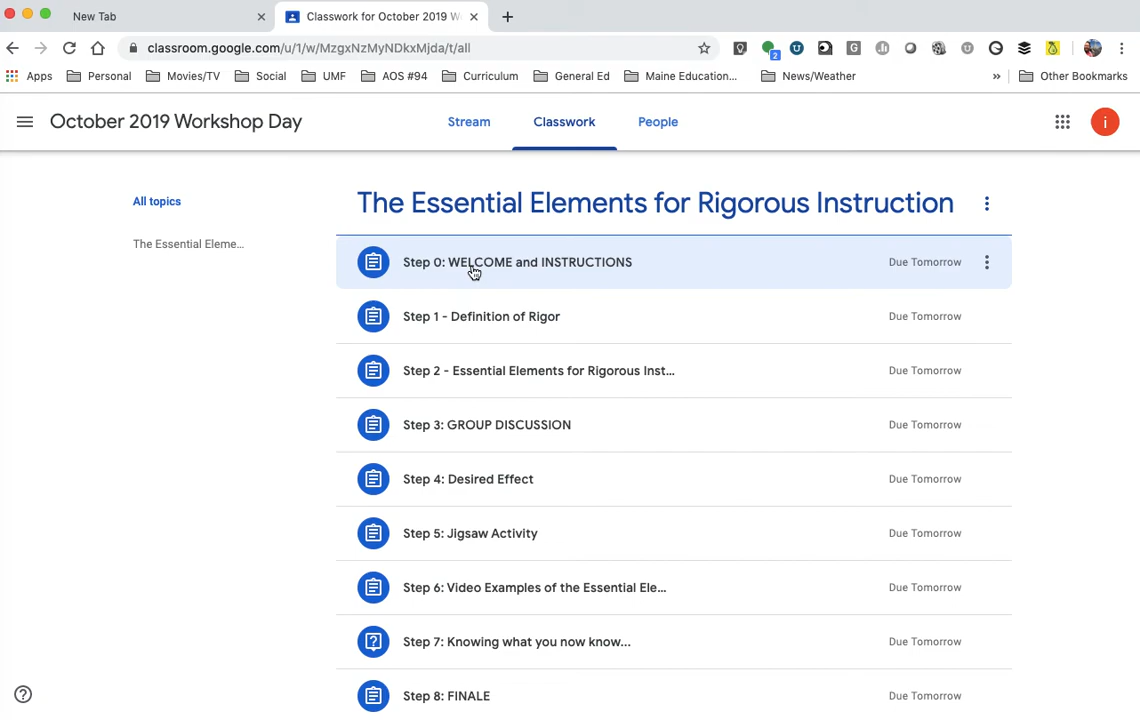 New Tab
Classwork for October 2019 W
classroom.google.com/u/1/w/MzgxNzMyNDkxMjda/t/all
2
Apps Personal Movies/TV Social UMF AOS #94 Curriculum General Ed Maine Education... News/Weather » Other Bookmarks
October 2019 Workshop Day
Stream Classwork People
i
All topics
The Essential Eleme...
The Essential Elements for Rigorous Instruction
Step 0: WELCOME and INSTRUCTIONS Due Tomorrow
Step 1 - Definition of Rigor Due Tomorrow
Step 2 - Essential Elements for Rigorous Inst... Due Tomorrow
Step 3: GROUP DISCUSSION Due Tomorrow
Step 4: Desired Effect Due Tomorrow
Step 5: Jigsaw Activity Due Tomorrow
Step 6: Video Examples of the Essential Ele... Due Tomorrow
Step 7: Knowing what you now know... Due Tomorrow
Step 8: FINALE Due Tomorrow